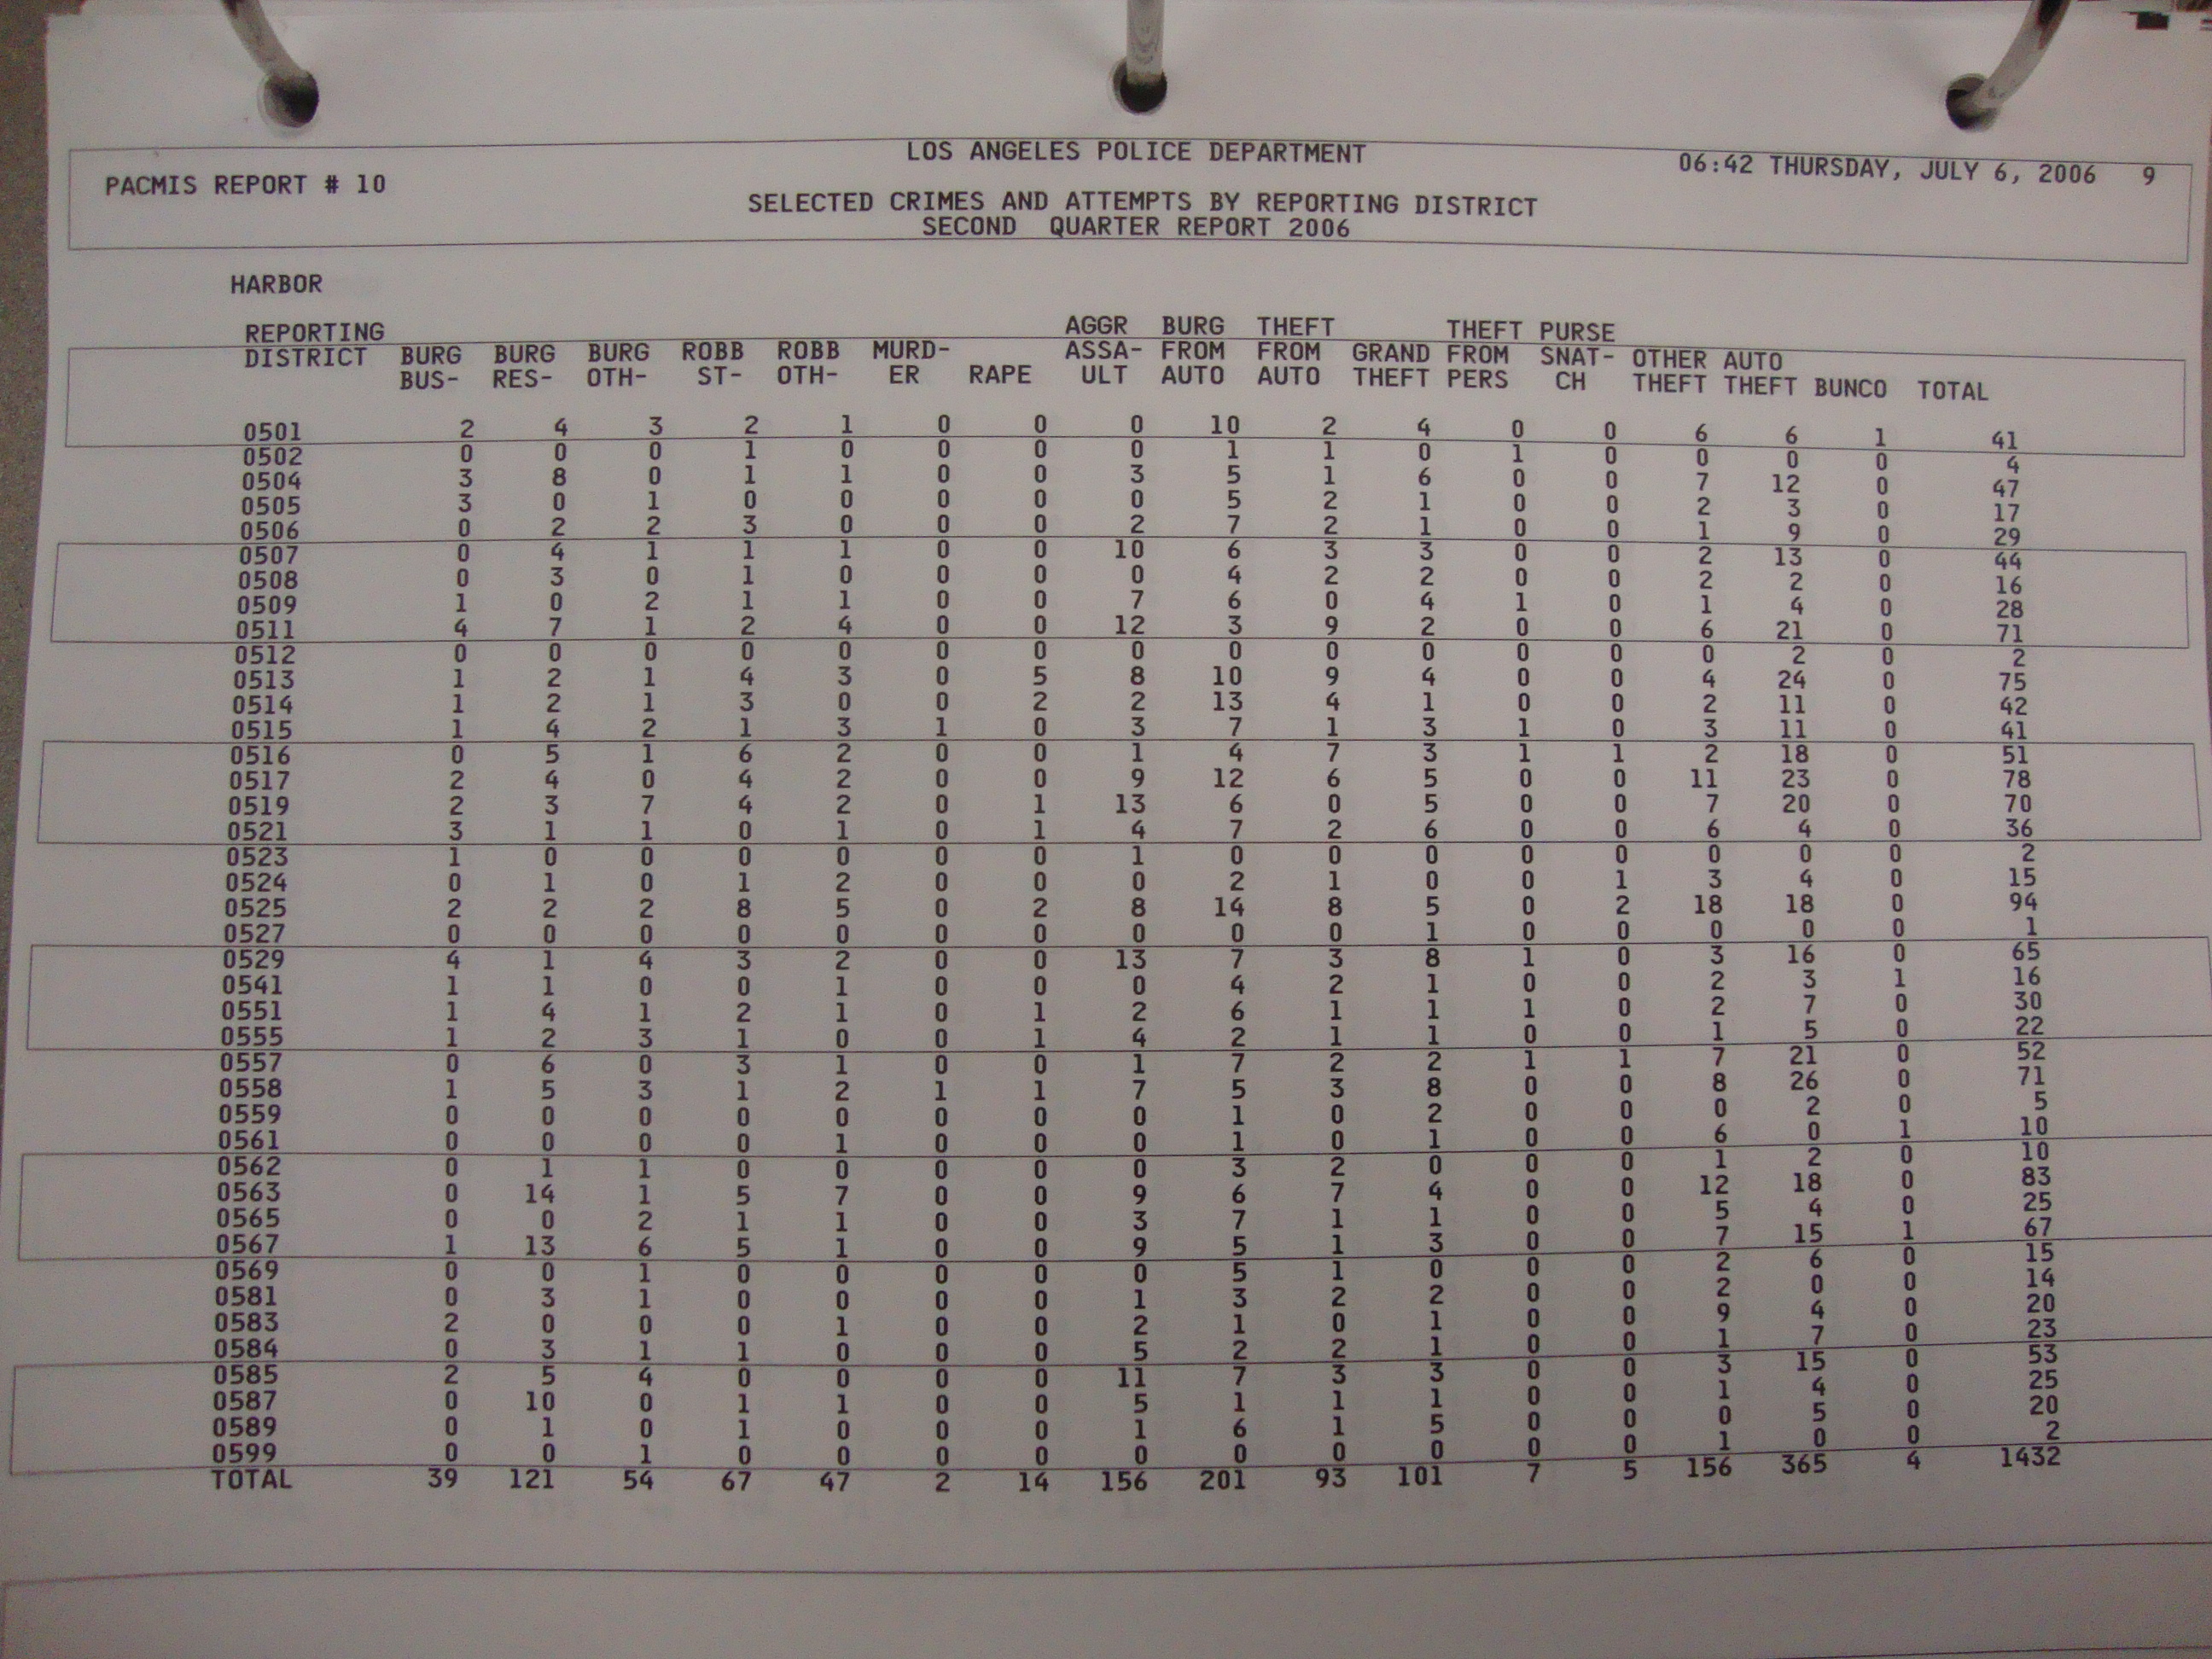 LOS ANGELES POLICE DEPARTMENT
PACMIS REPORT # 10 06:42 THURSDAY, JULY 6, 2006 9
SELECTED CRIMES AND ATTEMPTS BY REPORTING DISTRICT
SECOND QUARTER REPORT 2006
HARBOR
REPORTING AGGR BURG THEFT THEFT PURSE
DISTRICT BURG BURG BURG ROBB ROBB MURD- ASSA- FROM FROM GRAND FROM SNAT- OTHER AUTO
BUS- RES- OTH- ST- OTH- ER RAPE ULT AUTO AUTO THEFT PERS CH THEFT THEFT BUNCO TOTAL
0501 2 4 3 2 1 0 0 0 10 2 4 0 0 6 6 1 41
0502 0 0 0 1 0 0 0 0 1 1 0 1 0 0 0 0 4
0504 3 8 0 1 1 0 0 3 5 1 6 0 0 7 12 0 47
0505 3 0 1 0 0 0 0 0 5 2 1 0 0 2 3 0 17
0506 0 2 2 3 0 0 0 2 7 2 1 0 0 1 9 0 29
0507 0 4 1 1 1 0 0 10 6 3 3 0 0 2 13 0 44
0508 0 3 0 1 0 0 0 0 4 2 2 0 0 2 2 0 16
0509 1 0 2 1 1 0 0 7 6 0 4 1 0 1 4 0 28
0511 4 7 1 2 4 0 0 12 3 9 2 0 0 6 21 0 71
0512 0 0 0 0 0 0 0 0 0 0 0 0 0 0 2 0 2
0513 1 2 1 4 3 0 5 8 10 9 4 0 0 4 24 0 75
0514 1 2 1 3 0 0 2 2 13 4 1 0 0 2 11 0 42
0515 1 4 2 1 3 1 0 3 7 1 3 1 0 3 11 0 41
0516 0 5 1 6 2 0 0 1 4 7 3 1 1 2 18 0 51
0517 2 4 0 4 2 0 0 9 12 6 5 0 0 11 23 0 78
0519 2 3 7 4 2 0 1 13 6 0 5 0 0 7 20 0 70
0521 3 1 1 0 1 0 1 4 7 2 6 0 0 6 4 0 36
0523 1 0 0 0 0 0 0 1 0 0 0 0 0 0 0 0 2
0524 0 1 0 1 2 0 0 0 2 1 0 0 1 3 4 0 15
0525 2 2 2 8 5 0 2 8 14 8 5 0 2 18 18 0 94
0527 0 0 0 0 0 0 0 0 0 0 1 0 0 0 0 0 1
0529 4 1 4 3 2 0 0 13 7 3 8 1 0 3 16 0 65
0541 1 1 0 0 1 0 0 0 4 2 1 0 0 2 3 1 16
0551 1 4 1 2 1 0 1 2 6 1 1 1 0 2 7 0 30
0555 1 2 3 1 0 0 1 4 2 1 1 0 0 1 5 0 22
0557 0 6 0 3 1 0 0 1 7 2 2 1 1 7 21 0 52
0558 1 5 3 1 2 1 1 7 5 3 8 0 0 8 26 0 71
0559 0 0 0 0 0 0 0 0 1 0 2 0 0 0 2 0 5
0561 0 0 0 0 1 0 0 0 1 0 1 0 0 6 0 1 10
0562 0 1 1 0 0 0 0 0 3 2 0 0 0 1 2 0 10
0563 0 14 1 5 7 0 0 9 6 7 4 0 0 12 18 0 83
0565 0 0 2 1 1 0 0 3 7 1 1 0 0 5 4 0 25
0567 1 13 6 5 1 0 0 9 5 1 3 0 0 7 15 1 67
0569 0 0 1 0 0 0 0 0 5 1 0 0 0 2 6 0 15
0581 0 3 1 0 0 0 0 1 3 2 2 0 0 2 0 0 14
0583 2 0 0 0 1 0 0 2 1 0 1 0 0 9 4 0 20
0584 0 3 1 1 0 0 0 5 2 2 1 0 0 1 7 0 23
0585 2 5 4 0 0 0 0 11 7 3 3 0 0 3 15 0 53
0587 0 10 0 1 1 0 0 5 1 1 1 0 0 1 4 0 25
0589 0 1 0 1 0 0 0 1 6 1 5 0 0 0 5 0 20
0599 0 0 1 0 0 0 0 0 0 0 0 0 0 1 0 0 2
TOTAL 39 121 54 67 47 2 14 156 201 93 101 7 5 156 365 4 1432